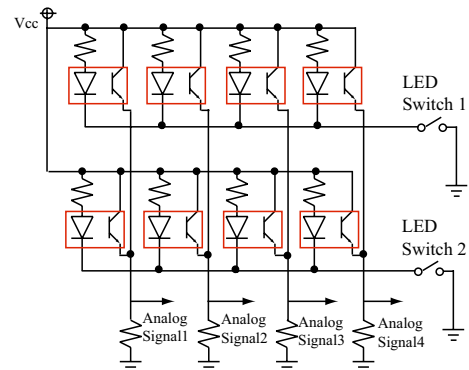 Vcc
LED
Switch 1
LED
Switch 2
Analog
Signal1
Analog
Signal2
Analog
Signal3
Analog
Signal4